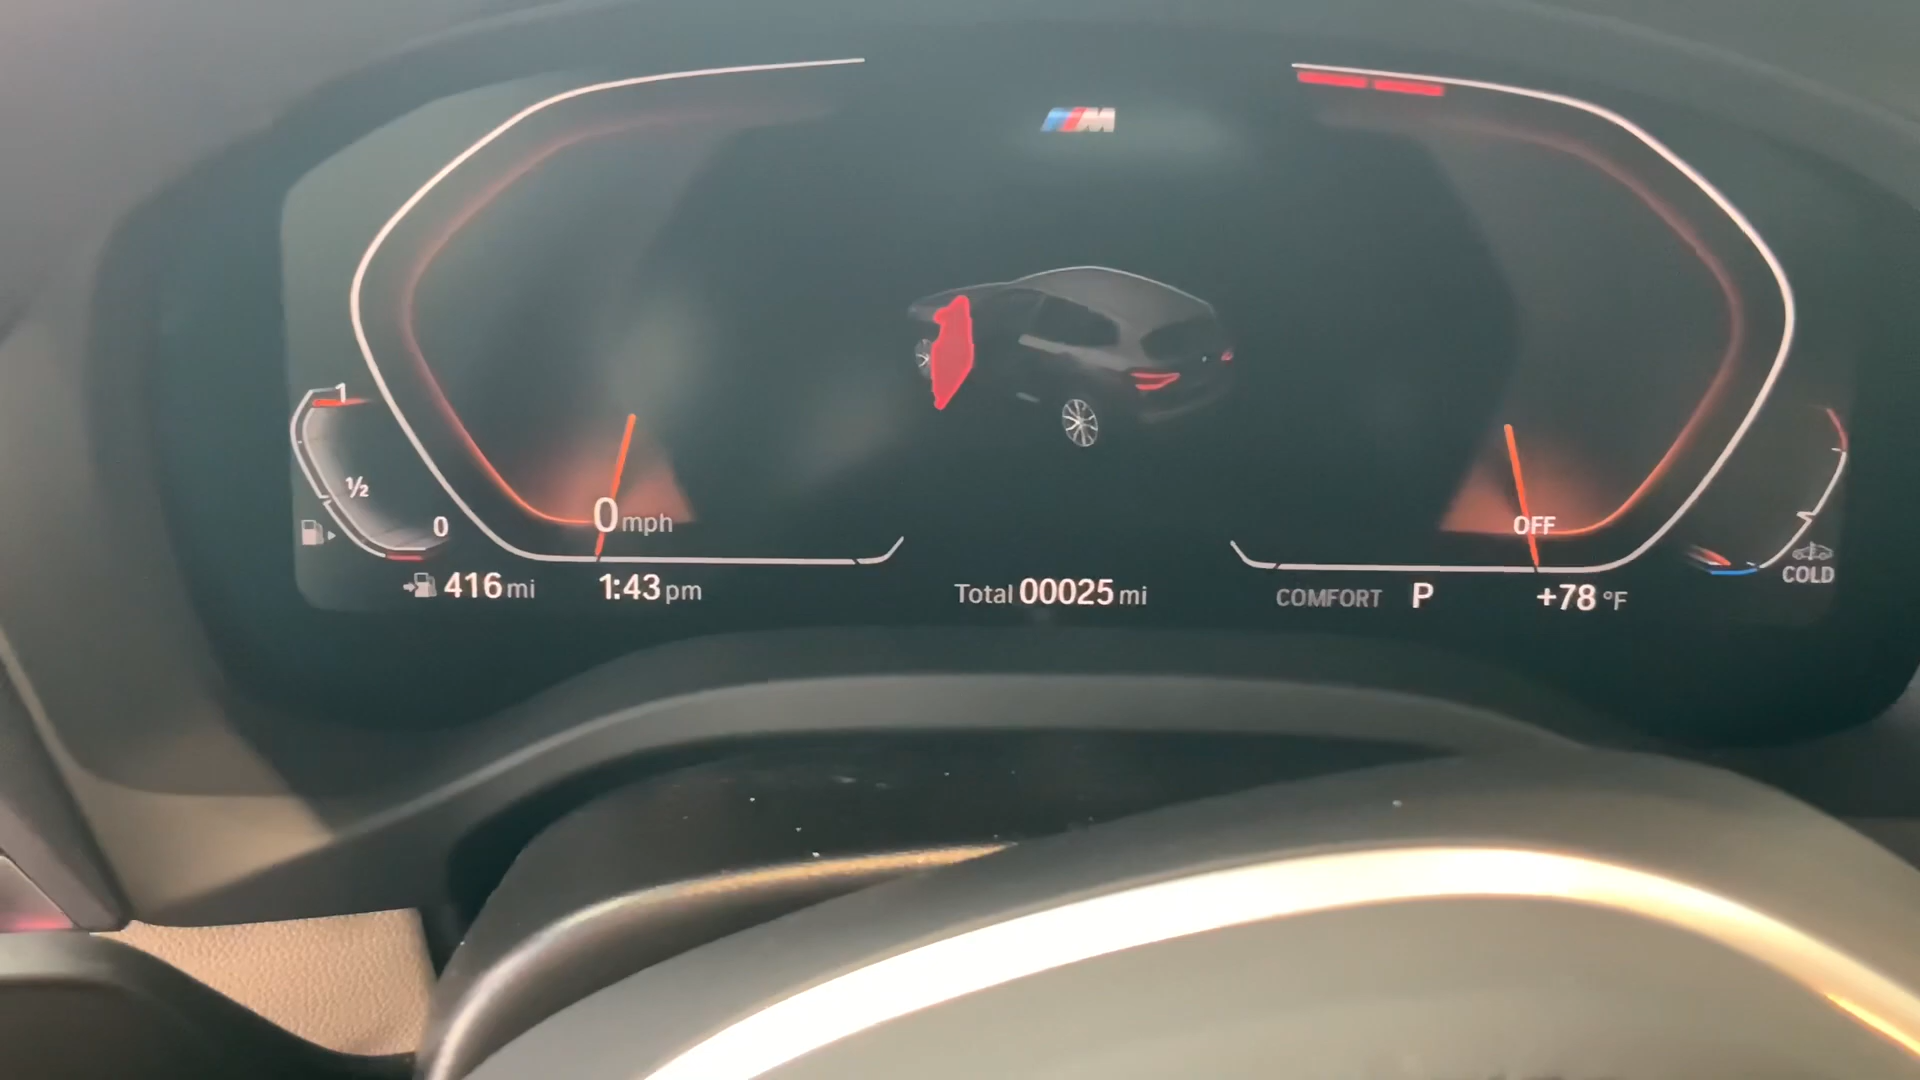 M
1
½
0
0 mph
OFF
COLD
416 mi
1:43 pm
Total 00025 mi
COMFORT P
+78 °F